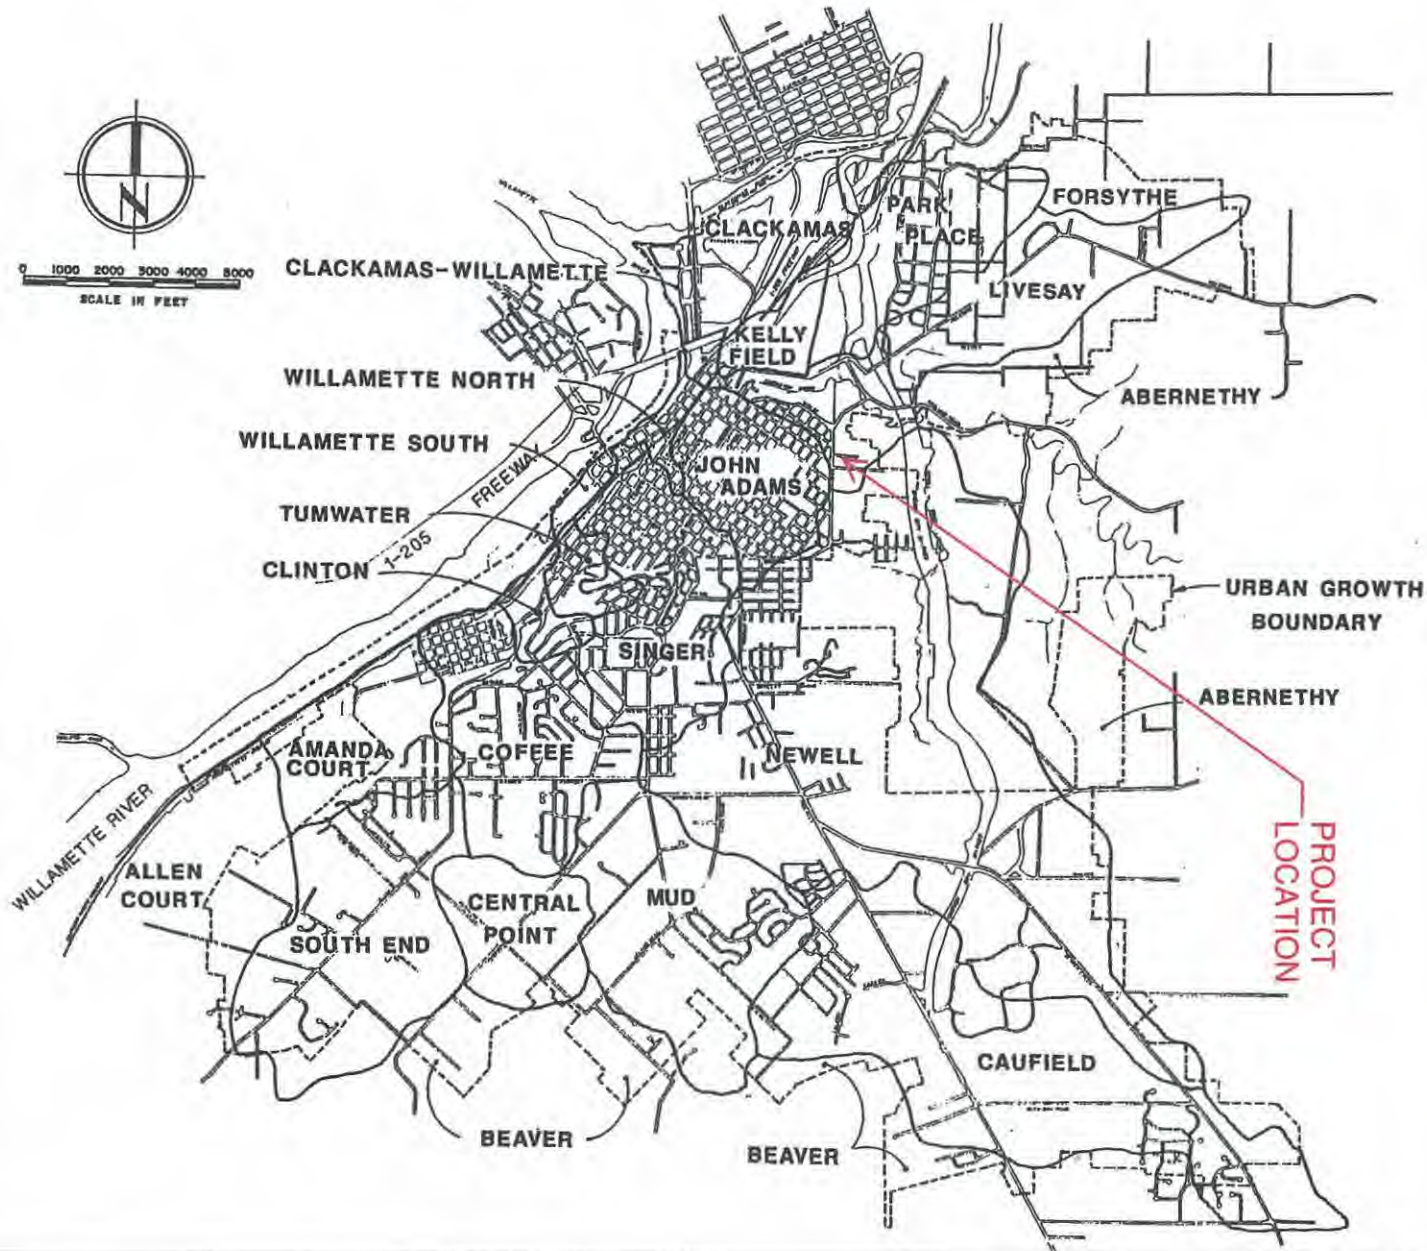 PARK
PLACE
FORSYTHE
CLACKAMAS
N
0 1000 2000 3000 4000 5000
SCALE IN FEET
CLACKAMAS-WILLAMETTE
LIVESAY
KELLY
FIELD
WILLAMETTE NORTH
ABERNETHY
WILLAMETTE SOUTH
JOHN
ADAMS
FREEWAY
TUMWATER
I-205
CLINTON
URBAN GROWTH
BOUNDARY
SINGER
ABERNETHY
AMANDA
COURT
COFFEE
NEWELL
WILLAMETTE RIVER
PROJECT
LOCATION
ALLEN
COURT
CENTRAL
POINT
MUD
SOUTH END
CAUFIELD
BEAVER
BEAVER